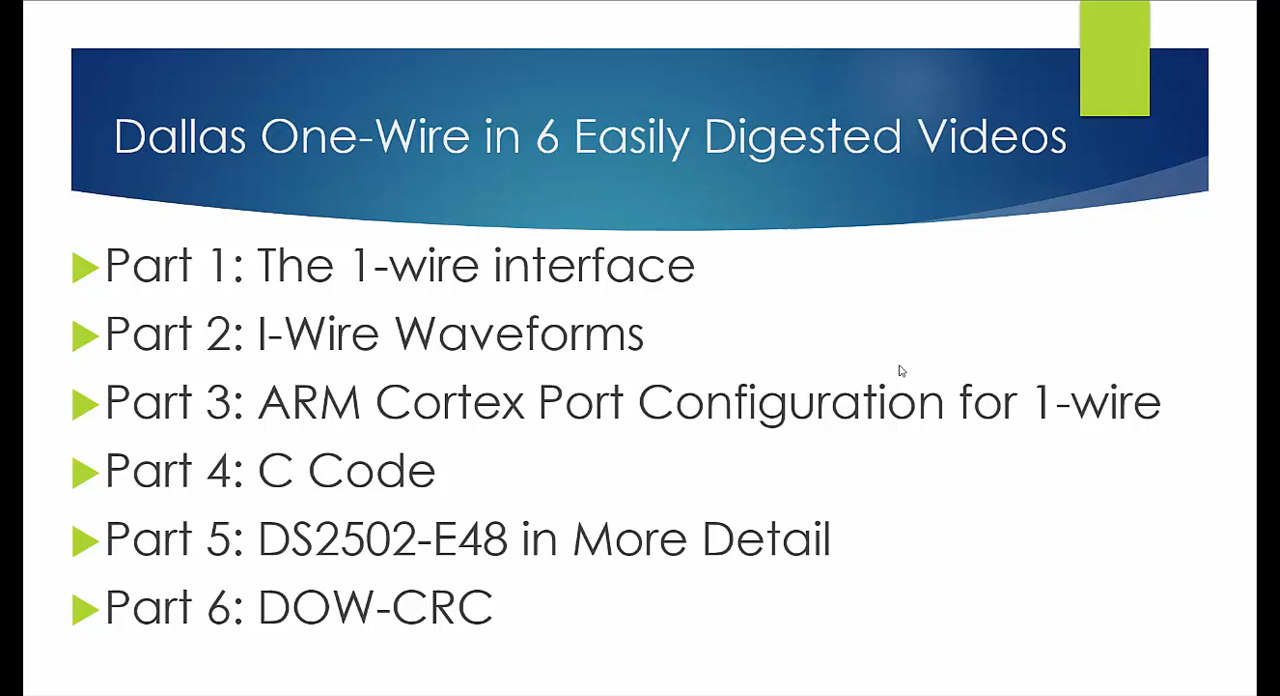 Dallas One-Wire in 6 Easily Digested Videos
Part 1: The 1-wire interface
Part 2: I-Wire Waveforms
Part 3: ARM Cortex Port Configuration for 1-wire
Part 4: C Code
Part 5: DS2502-E48 in More Detail
Part 6: DOW-CRC